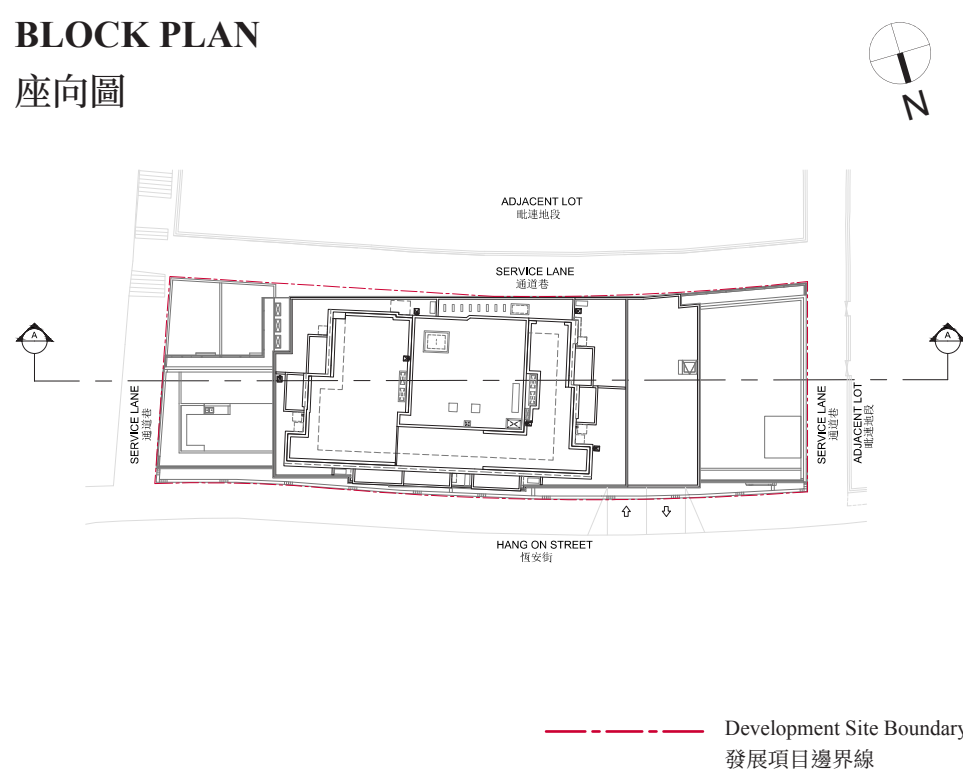 BLOCK PLAN
座向圖
N
ADJACENT LOT
毗連地段
SERVICE LANE
通道巷
A
A
SERVICE LANE
通道巷
SERVICE LANE
通道巷
ADJACENT LOT
毗連地段
HANG ON STREET
恆安街
Development Site Boundary
發展項目邊界線